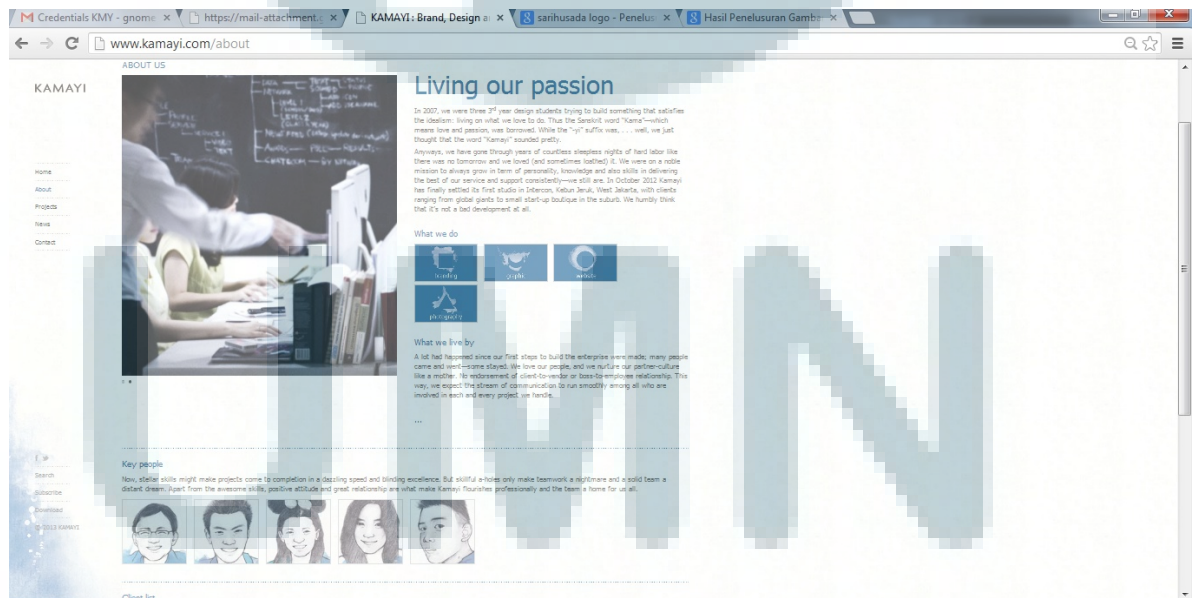 Credentials KMY - gnome
https://mail-attachment.g
KAMAYI : Brand, Design a
sarihusada logo - Penelus
Hasil Penelusuran Gamba
www.kamayi.com/about
ABOUT US
KAMAYI
Home
About
Projects
News
Contact
Living our passion
In 2007, we were three 3rd year design students trying to build something that satisfies
the idealism: living on what we love to do. Thus the Sanskrit word "Kama"—which
means love and passion, was borrowed. While the "-yi" suffix was, . . . well, we just
thought that the word "Kamayi" sounded pretty.
Anyways, we have gone through years of countless sleepless nights of hard labor like
there was no tomorrow and we loved (and sometimes loathed) it. We were on a noble
mission to always grow in term of personality, knowledge and also skills in delivering
the best of our service and support consistently—we still are. In October 2012 Kamayi
has finally settled its first studio in Intercon, Kebun Jeruk, West Jakarta, with clients
ranging from global giants to small start-up boutique in the suburb. We humbly think
that it's not a bad development at all.
What we do
branding
graphic
website
photography
What we live by
A lot had happened since our first steps to build the enterprise were made; many people
came and went—some stayed. We love our people, and we nurture our partner-culture
like a mother. No endorsement of client-to-vendor or boss-to-employee relationship. This
way, we expect the stream of communication to run smoothly among all who are
involved in each and every project we handle.
...
Key people
Now, stellar skills might make projects come to completion in a dazzling speed and blinding excellence. But skillful a-holes only make teamwork a nightmare and a solid team a
distant dream. Apart from the awesome skills, positive attitude and great relationship are what make Kamayi flourishes professionally and the team a home for us all.
Search
Subscribe
Download
©2013 KAMAYI
Client list
UMN